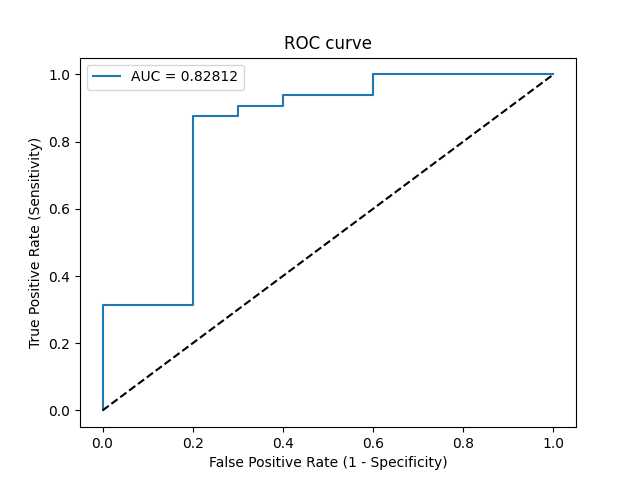 ROC curve
AUC = 0.82812
1.0
0.8
0.6
0.4
0.2
0.0
True Positive Rate (Sensitivity)
0.0 0.2 0.4 0.6 0.8 1.0
False Positive Rate (1 - Specificity)